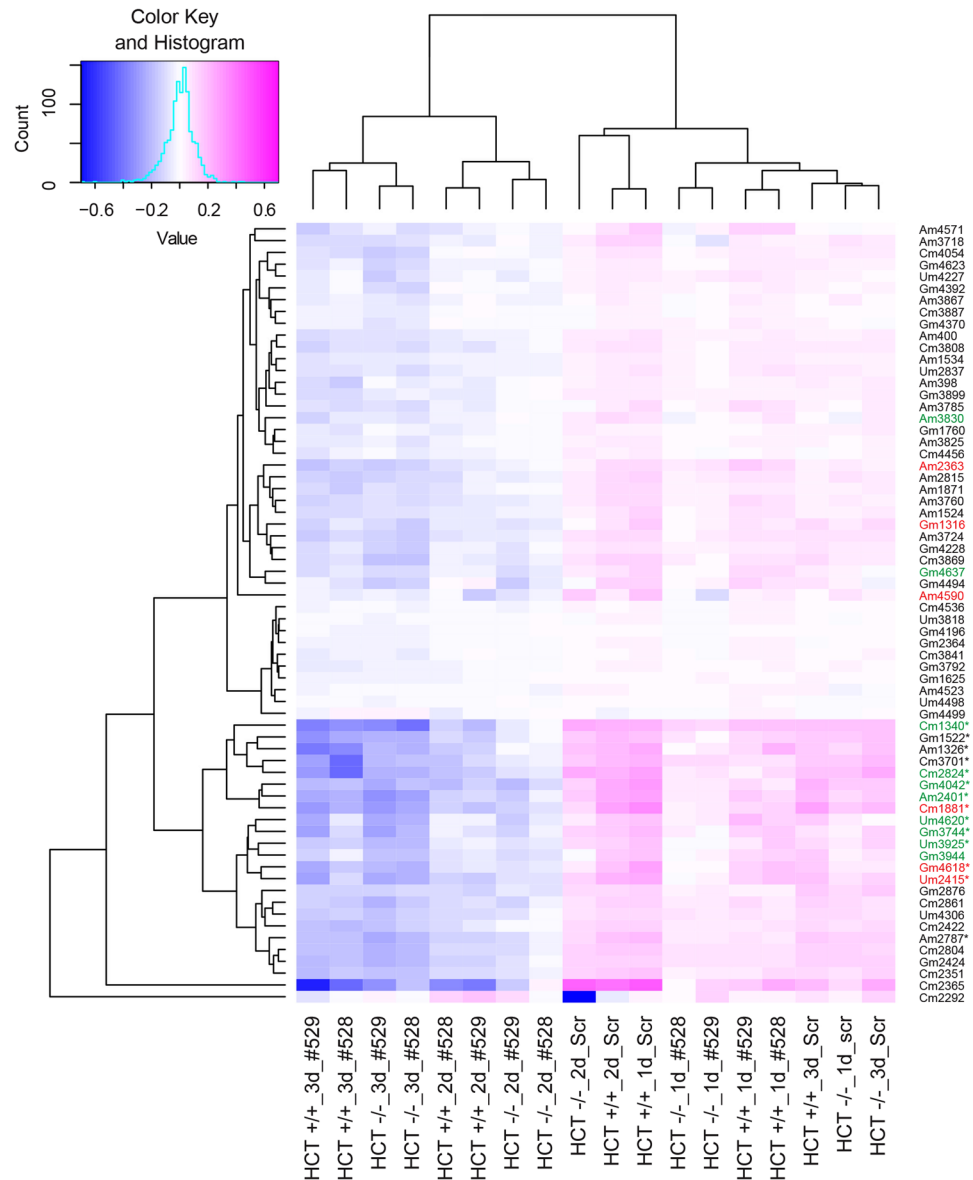 Color Key
and Histogram
Count
0
100
−0.6
−0.2
0.2
0.6
Value
Am4571
Am3718
Cm4054
Gm4623
Um4227
Gm4392
Am3867
Cm3887
Gm4370
Am400
Cm3808
Am1534
Um2837
Am398
Gm3899
Am3785
Am3830
Gm1760
Am3825
Cm4456
Am2363
Am2815
Am1871
Am3760
Am1524
Gm1316
Am3724
Gm4228
Cm3869
Gm4637
Gm4494
Am4590
Cm4536
Um3818
Gm4196
Gm2364
Cm3841
Gm3792
Gm1625
Am4523
Um4498
Gm4499
Cm1340*
Gm1522*
Am1326*
Cm3701*
Cm2824*
Gm4042*
Am2401*
Cm1881*
Um4620*
Gm3744*
Um3925*
Gm3944
Gm4618*
Um2415*
Gm2876
Cm2861
Um4306
Cm2422
Am2787*
Cm2804
Gm2424
Cm2351
Cm2365
Cm2292
HCT +/+_3d_#529
HCT +/+_3d_#528
HCT -/-_3d_#529
HCT -/-_3d_#528
HCT +/+_2d_#528
HCT +/+_2d_#529
HCT -/-_2d_#529
HCT -/-_2d_#528
HCT -/-_2d_Scr
HCT +/+_2d_Scr
HCT +/+_1d_Scr
HCT -/-_1d_#528
HCT -/-_1d_#529
HCT +/+_1d_#529
HCT +/+_1d_#528
HCT +/+_3d_Scr
HCT -/-_1d_scr
HCT -/-_3d_Scr